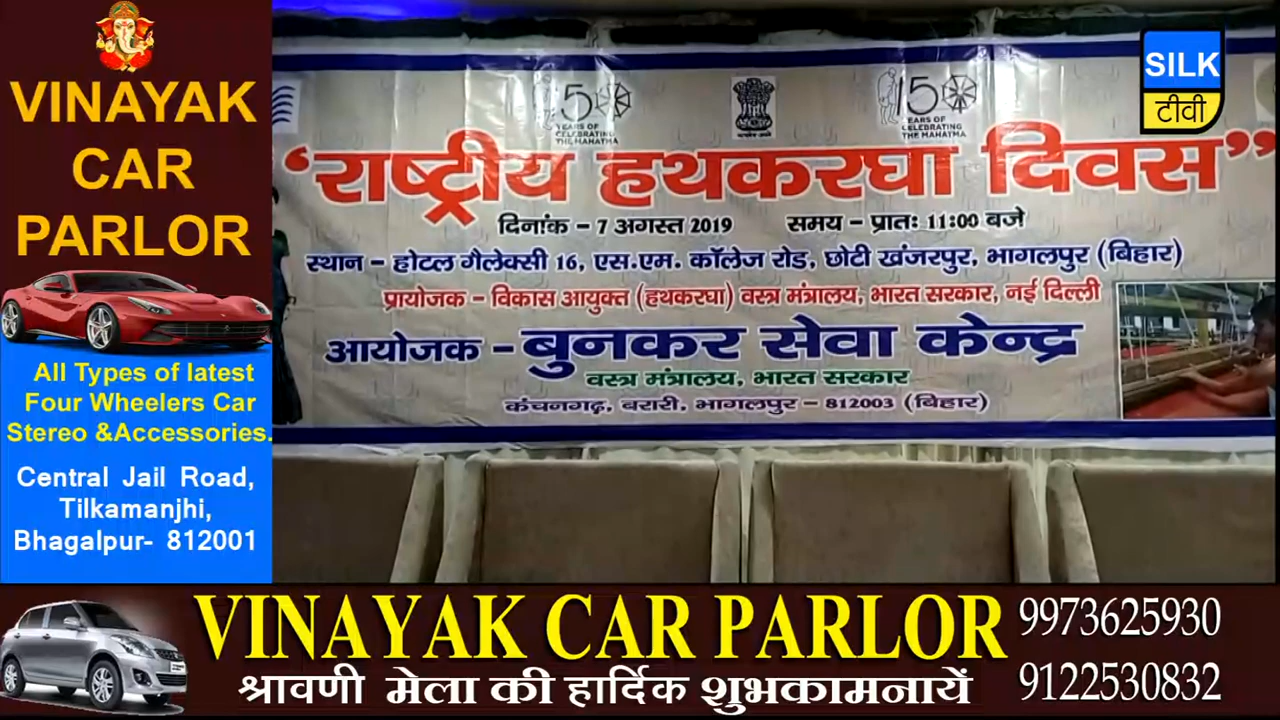 VINAYAK
CAR
PARLOR
All Types of latest
Four Wheelers Car
Stereo &Accessories.
Central Jail Road,
Tilkamanjhi,
Bhagalpur- 812001
SILK
टीवी
150
YEARS OF
CELEBRATING
THE MAHATMA
150
YEARS OF
CELEBRATING
THE MAHATMA
‘राष्ट्रीय हथकरघा दिवस”
दिनांक – 7 अगस्त 2019 समय – प्रातः 11:00 बजे
स्थान – होटल गैलेक्सी 16, एस.एम. कॉलेज रोड, छोटी खंजरपुर, भागलपुर (बिहार)
प्रायोजक – विकास आयुक्त (हथकरघा) वस्त्र मंत्रालय, भारत सरकार, नई दिल्ली
आयोजक – बुनकर सेवा केन्द्र
वस्त्र मंत्रालय, भारत सरकार
कंचनगढ़, बरारी, भागलपुर – 812003 (बिहार)
VINAYAK CAR PARLOR 9973625930
श्रावणी मेला की हार्दिक शुभकामनायें 9122530832